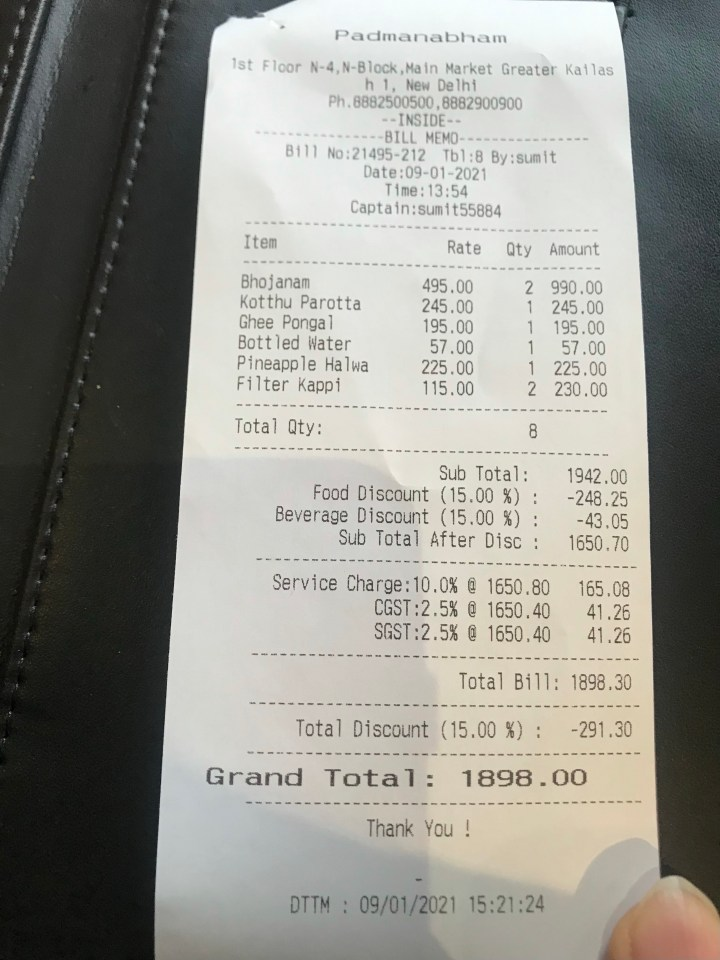 Padmanabham
1st Floor N-4,N-Block,Main Market Greater Kailas
h 1, New Delhi
Ph.8882500500,8882900900
--INSIDE--
------------------BILL MEMO------------------
Bill No:21495-212 Tbl:8 By:sumit
Date:09-01-2021
Time:13:54
Captain:sumit55884
Item Rate Qty Amount
Bhojanam 495.00 2 990.00
Kotthu Parotta 245.00 1 245.00
Ghee Pongal 195.00 1 195.00
Bottled Water 57.00 1 57.00
Pineapple Halwa 225.00 1 225.00
Filter Kappi 115.00 2 230.00
Total Qty: 8
Sub Total: 1942.00
Food Discount (15.00 %) : -248.25
Beverage Discount (15.00 %) : -43.05
Sub Total After Disc : 1650.70
Service Charge:10.0% @ 1650.80 165.08
CGST:2.5% @ 1650.40 41.26
SGST:2.5% @ 1650.40 41.26
Total Bill: 1898.30
Total Discount (15.00 %) : -291.30
Grand Total: 1898.00
Thank You !
-
DTTM : 09/01/2021 15:21:24